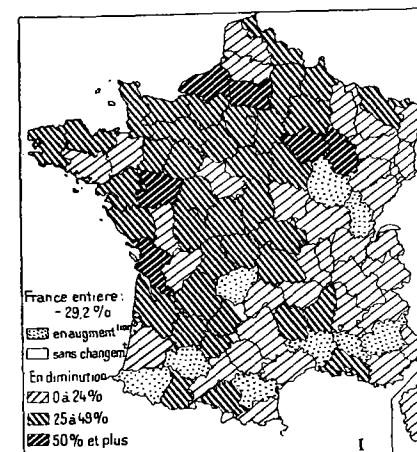 France entière :
- 29,2 %
en augment
sans changem
En diminution
0 à 24%
25 à 49%
50% et plus
I